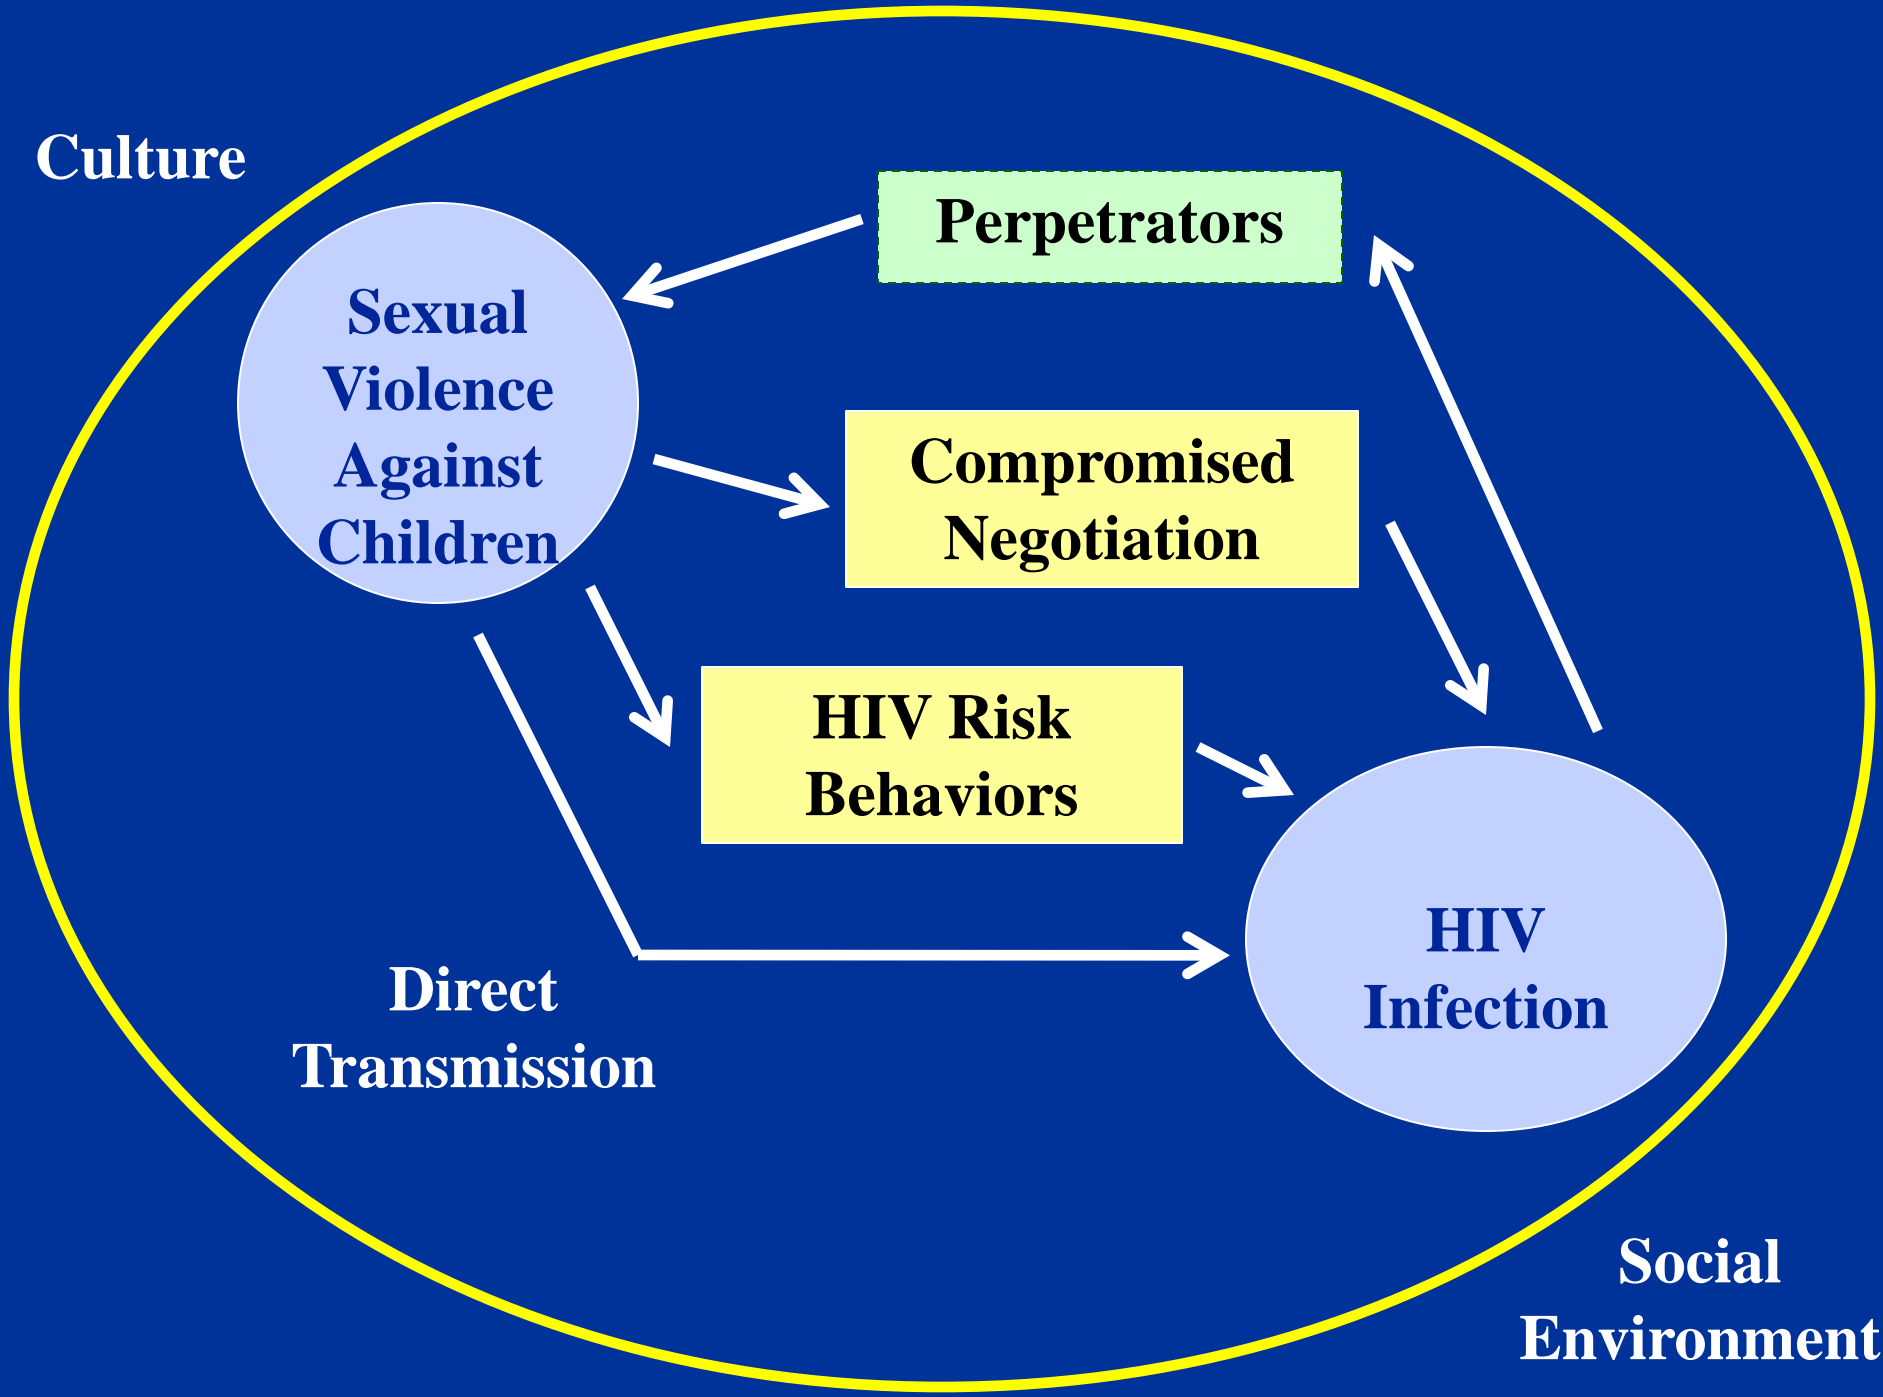 Culture
Perpetrators
Sexual
Violence
Against
Children
Compromised
Negotiation
HIV Risk
Behaviors
HIV
Infection
Direct
Transmission
Social
Environment